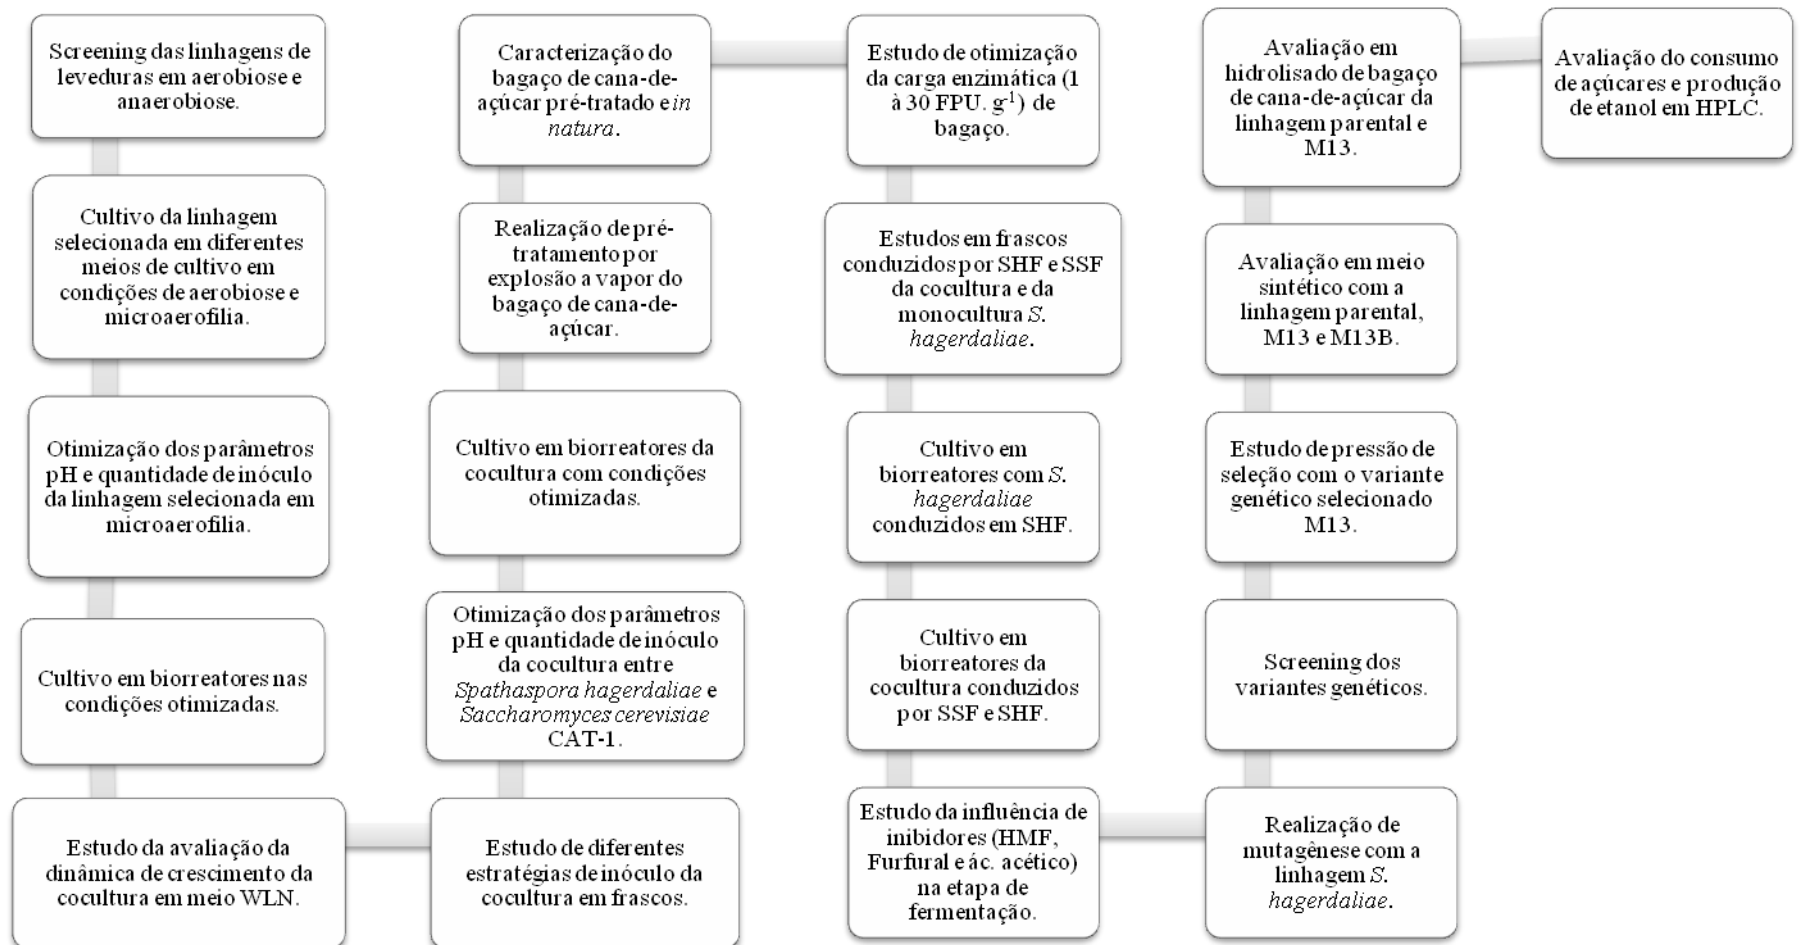 Screening das linhagens de
leveduras em aerobiose e
anaerobiose.
Cultivo da linhagem
selecionada em diferentes
meios de cultivo em
condições de aerobiose e
microaerofilia.
Otimização dos parâmetros
pH e quantidade de inóculo
da linhagem selecionada em
microaerofilia.
Cultivo em biorreatores nas
condições otimizadas.
Estudo da avaliação da
dinâmica de crescimento da
cocultura em meio WLN.
Estudo de diferentes
estratégias de inóculo da
cocultura em frascos.
Otimização dos parâmetros
pH e quantidade de inóculo
da cocultura entre
Spathaspora hagerdaliae e
Saccharomyces cerevisiae
CAT-1.
Cultivo em biorreatores da
cocultura com condições
otimizadas.
Realização de pré-
tratamento por
explosão a vapor do
bagaço de cana-de-
açúcar.
Caracterização do
bagaço de cana-de-
açúcar pré-tratado e in
natura.
Estudo de otimização
da carga enzimática (1
à 30 FPU. g-1) de
bagaço.
Estudos em frascos
conduzidos por SHF e SSF
da cocultura e da
monocultura S.
hagerdaliae.
Cultivo em
biorreatores com S.
hagerdaliae
conduzidos em SHF.
Cultivo em
biorreatores da
cocultura conduzidos
por SSF e SHF.
Estudo da influência de
inibidores (HMF,
Furfural e ác. acético)
na etapa de
fermentação.
Realização de
mutagênese com a
linhagem S.
hagerdaliae.
Screening dos
variantes genéticos.
Estudo de pressão de
seleção com o variante
genético selecionado
M13.
Avaliação em meio
sintético com a
linhagem parental,
M13 e M13B.
Avaliação em
hidrolisado de bagaço
de cana-de-açúcar da
linhagem parental e
M13.
Avaliação do consumo
de açúcares e produção
de etanol em HPLC.